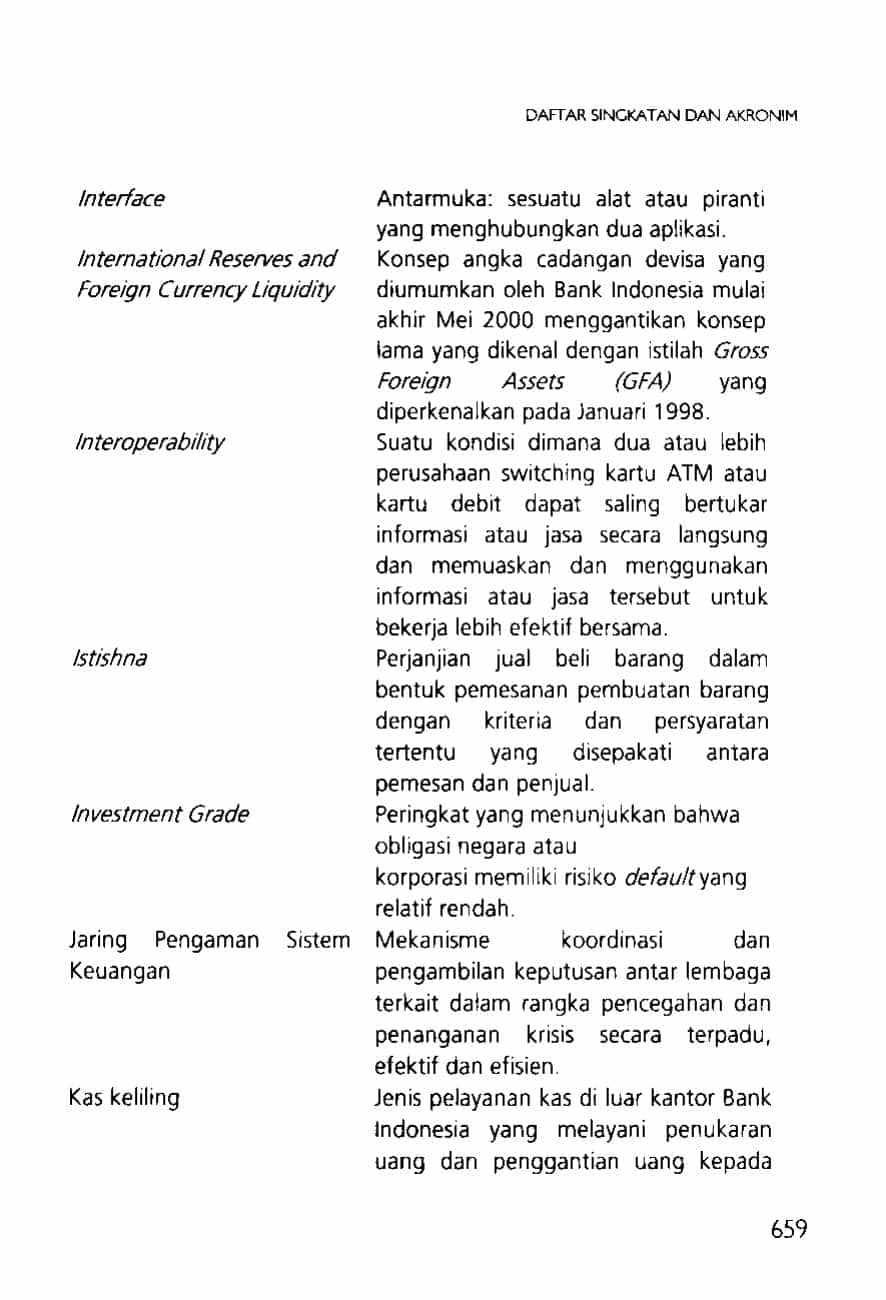 DAFTAR SINGKATAN DAN AKRONIM
Interface Antarmuka: sesuatu alat atau piranti
yang menghubungkan dua aplikasi.
International Reserves and Konsep angka cadangan devisa yang
Foreign Currency Liquidity diumumkan oleh Bank Indonesia mulai
akhir Mei 2000 menggantikan konsep
lama yang dikenal dengan istilah Gross
Foreign Assets (GFA) yang
diperkenalkan pada Januari 1998.
Interoperability Suatu kondisi dimana dua atau lebih
perusahaan switching kartu ATM atau
kartu debit dapat saling bertukar
informasi atau jasa secara langsung
dan memuaskan dan menggunakan
informasi atau jasa tersebut untuk
bekerja lebih efektif bersama.
Istishna Perjanjian jual beli barang dalam
bentuk pemesanan pembuatan barang
dengan kriteria dan persyaratan
tertentu yang disepakati antara
pemesan dan penjual.
Investment Grade Peringkat yang menunjukkan bahwa
obligasi negara atau
korporasi memiliki risiko default yang
relatif rendah.
Jaring Pengaman Sistem Mekanisme koordinasi dan
Keuangan pengambilan keputusan antar lembaga
terkait dalam rangka pencegahan dan
penanganan krisis secara terpadu,
efektif dan efisien.
Kas keliling Jenis pelayanan kas di luar kantor Bank
Indonesia yang melayani penukaran
uang dan penggantian uang kepada
659